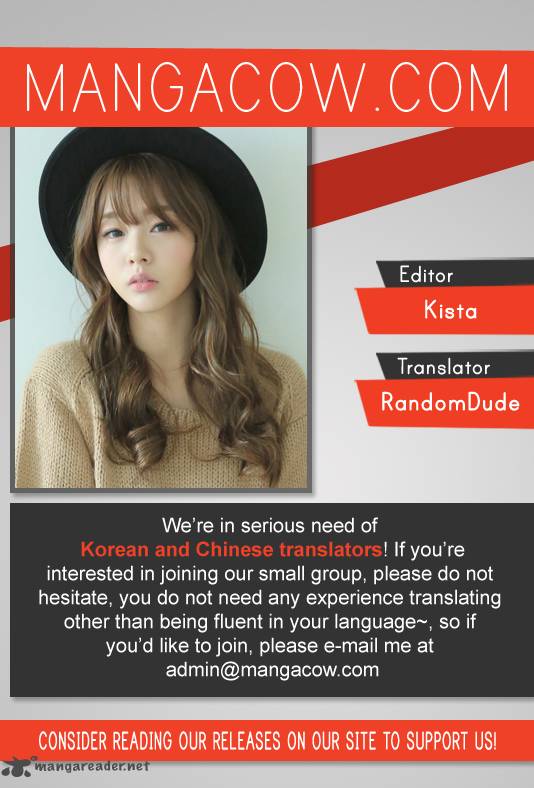 MANGACOW.COM
Editor
Kista
Translator
RandomDude
We're in serious need of
Korean and Chinese translators! If you're
interested in joining our small group, please do not
hesitate, you do not need any experience translating
other than being fluent in your language~, so if
you'd like to join, please e-mail me at
admin@mangacow.com
CONSIDER READING OUR RELEASES ON OUR SITE TO SUPPORT US!
mangareader.net